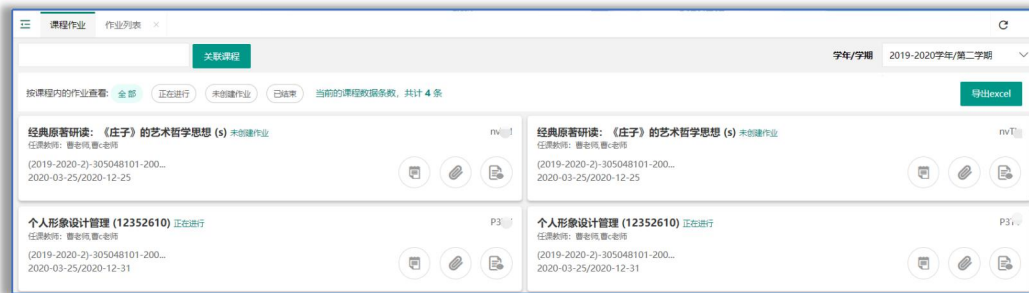 课程作业 作业列表 ×
关联课程 学年/学期 2019-2020学年/第二学期
按课程内的作业查看: 全部 正在进行 未创建作业 已结束 当前的课程数据条数，共计 4 条 导出excel
经典原著研读：《庄子》的艺术哲学思想 (s) 未创建作业
任课教师：曹老师,曹c老师
(2019-2020-2)-305048101-200...
2020-03-25/2020-12-25
经典原著研读：《庄子》的艺术哲学思想 (s) 未创建作业
任课教师：曹老师,曹c老师
(2019-2020-2)-305048101-200...
2020-03-25/2020-12-25
个人形象设计管理 (12352610) 正在进行
任课教师：曹老师,曹c老师
(2019-2020-2)-305048101-200...
2020-03-25/2020-12-31
个人形象设计管理 (12352610) 正在进行
任课教师：曹老师,曹c老师
(2019-2020-2)-305048101-200...
2020-03-25/2020-12-31